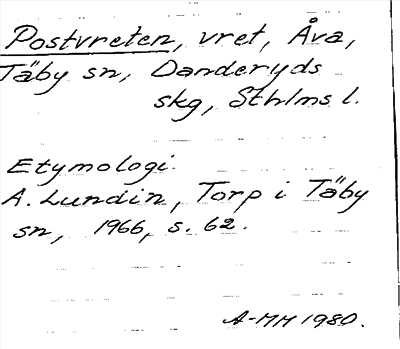 Postvreten, vret, Åva,
Täby sn, Danderyds
skg, Sthlms l.
Etymologi
A. Lundin, Torp i Täby
sn, 1966, s. 62.
A-MH 1980.